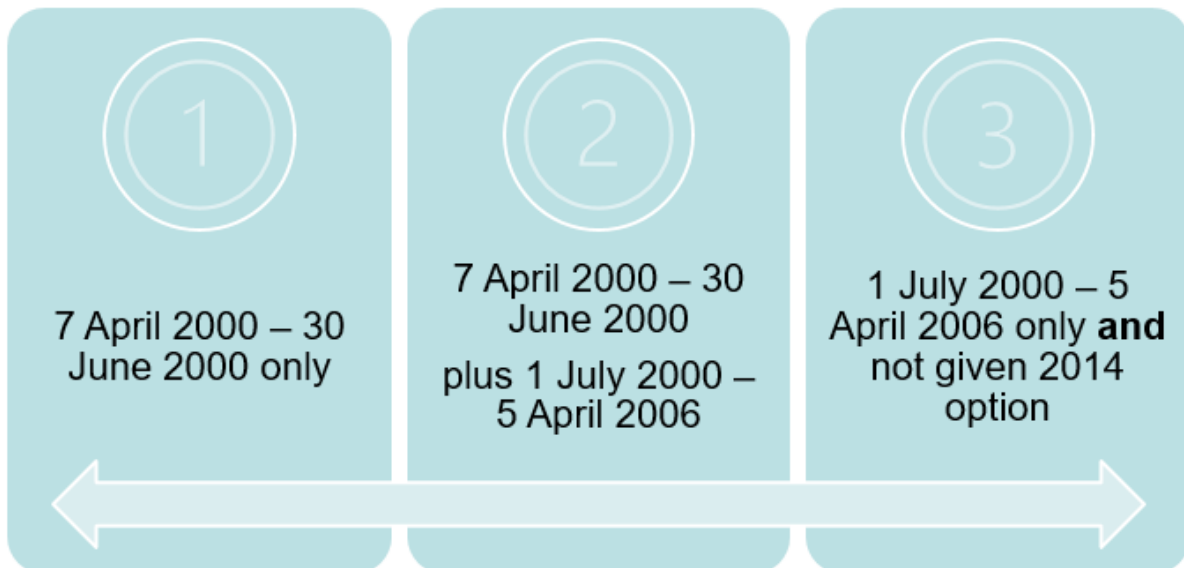 1
7 April 2000 – 30
June 2000 only
2
7 April 2000 – 30
June 2000
plus 1 July 2000 –
5 April 2006
3
1 July 2000 – 5
April 2006 only and
not given 2014
option